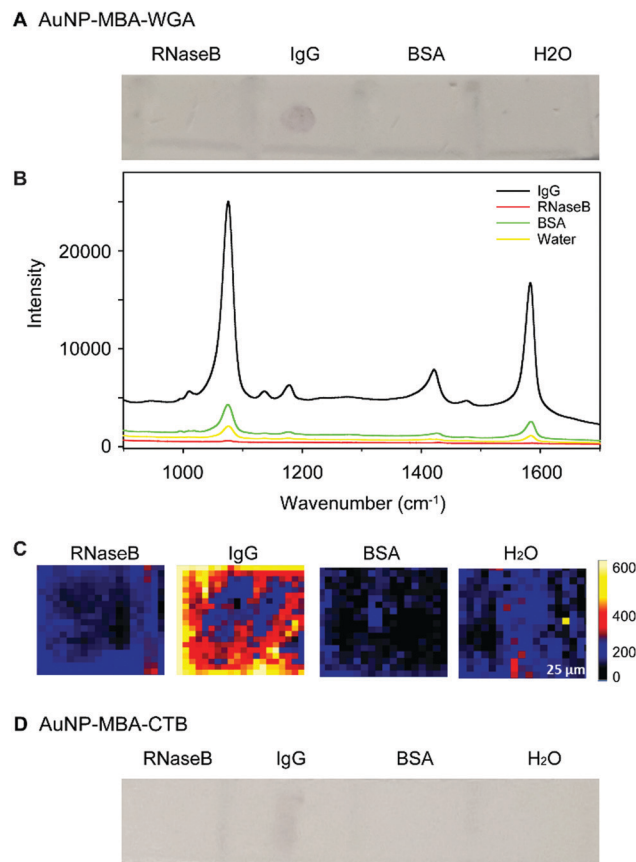 A AuNP-MBA-WGA
RNaseB IgG BSA H2O
B
IgG
RNaseB
BSA
Water
20000
10000
0
Intensity
1000 1200 1400 1600
Wavenumber (cm⁻¹)
C
RNaseB IgG BSA H₂O
600
400
200
0
25 µm
D AuNP-MBA-CTB
RNaseB IgG BSA H₂O